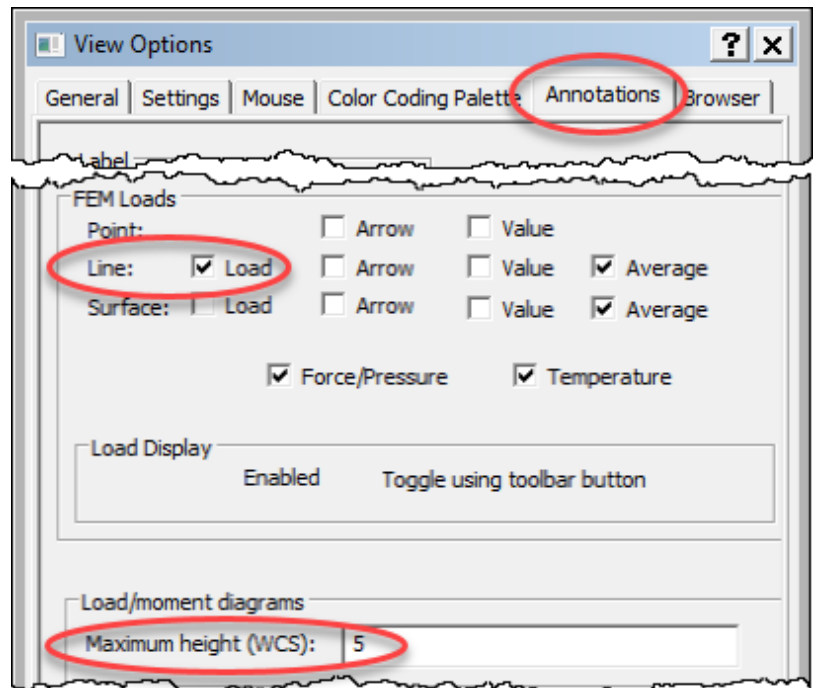 View Options ? X
General Settings Mouse Color Coding Palette Annotations Browser
Label
FEM Loads
Point: Arrow Value
Line: Load Arrow Value Average
Surface: Load Arrow Value Average
Force/Pressure Temperature
Load Display
Enabled Toggle using toolbar button
Load/moment diagrams
Maximum height (WCS): 5